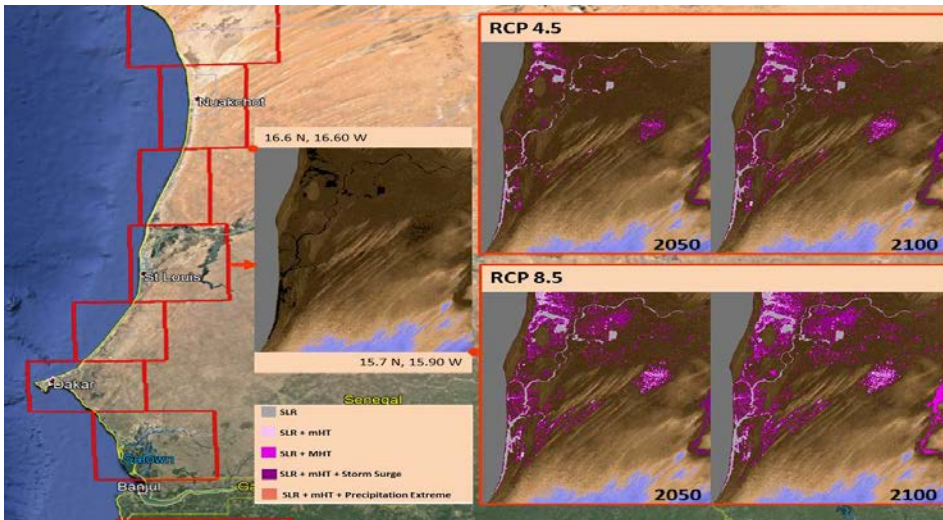 Nuakchot
St Louis
Dakar
Banjul
Senegal
16.6 N, 16.60 W
15.7 N, 15.90 W
SLR
SLR + mHT
SLR + MHT
SLR + mHT + Storm Surge
SLR + mHT + Precipitation Extreme
RCP 4.5
2050
2100
RCP 8.5
2050
2100